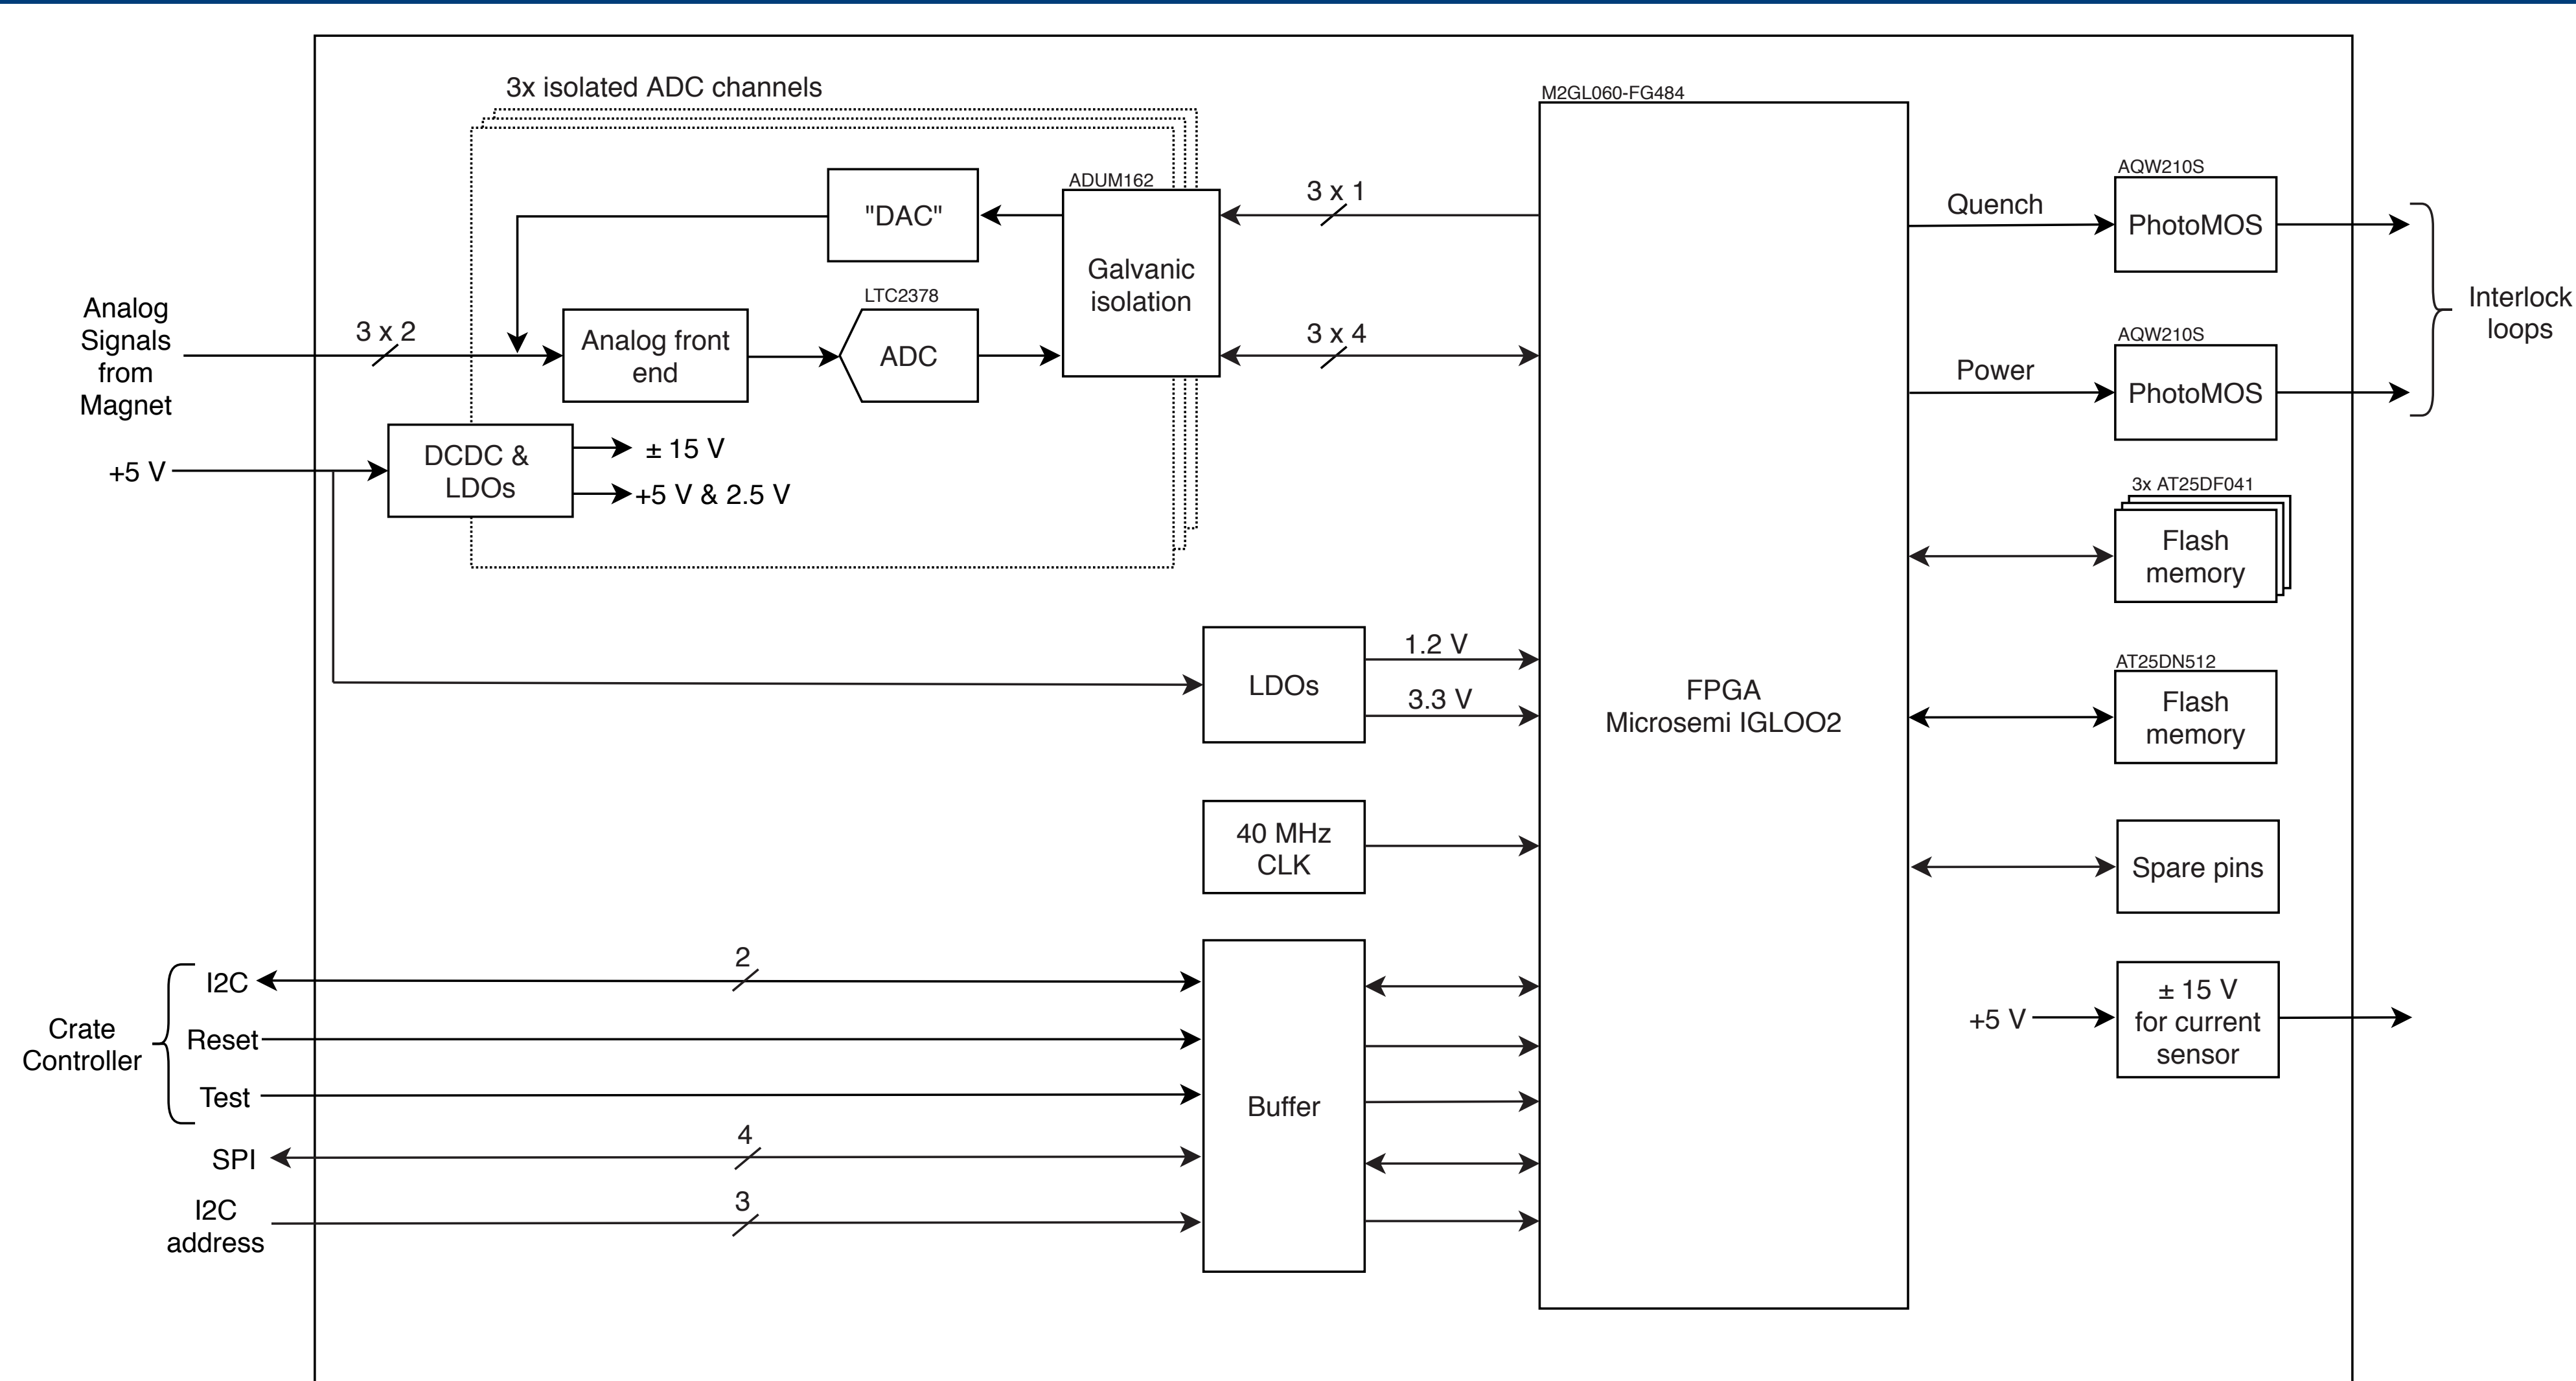 3x isolated ADC channels
M2GL060-FG484
"DAC"
ADUM162
Galvanic
isolation
3 x 1
3 x 4
Analog
Signals
from
Magnet
3 x 2
Analog front
end
LTC2378
ADC
+5 V
DCDC &
LDOs
± 15 V
+5 V & 2.5 V
LDOs
1.2 V
3.3 V
40 MHz
CLK
FPGA
Microsemi IGLOO2
Quench
AQW210S
PhotoMOS
Power
AQW210S
PhotoMOS
Interlock
loops
3x AT25DF041
Flash
memory
AT25DN512
Flash
memory
Spare pins
+5 V
± 15 V
for current
sensor
Crate
Controller
I2C
2
Reset
Test
SPI
4
I2C
address
3
Buffer